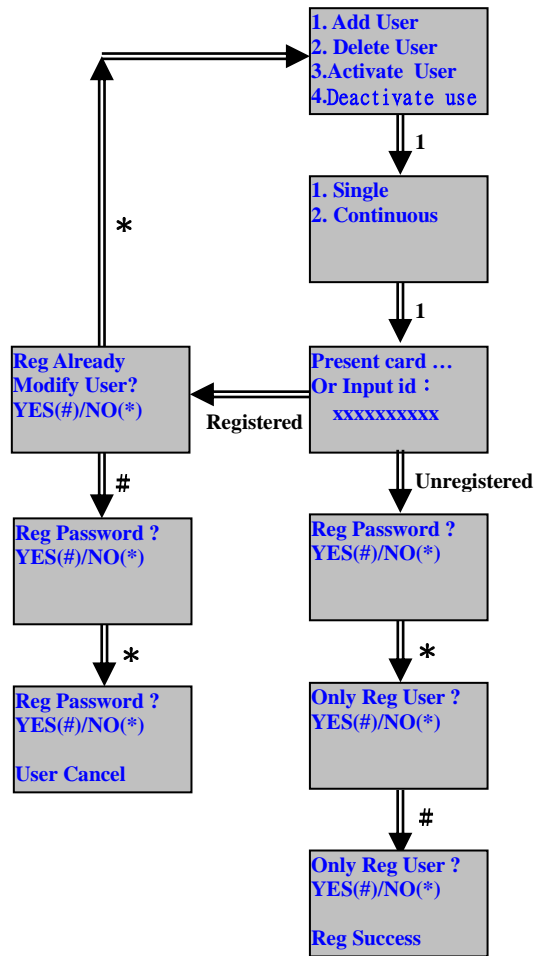 1. Add User
2. Delete User
3.Activate User
4.Deactivate use
1
1. Single
2. Continuous
*
1
Reg Already
Modify User?
YES(#)/NO(*)
Present card ...
Or Input id：
xxxxxxxxxx
Registered
#
Unregistered
Reg Password ?
YES(#)/NO(*)
Reg Password ?
YES(#)/NO(*)
*
*
Reg Password ?
YES(#)/NO(*)
User Cancel
Only Reg User ?
YES(#)/NO(*)
#
Only Reg User ?
YES(#)/NO(*)
Reg Success